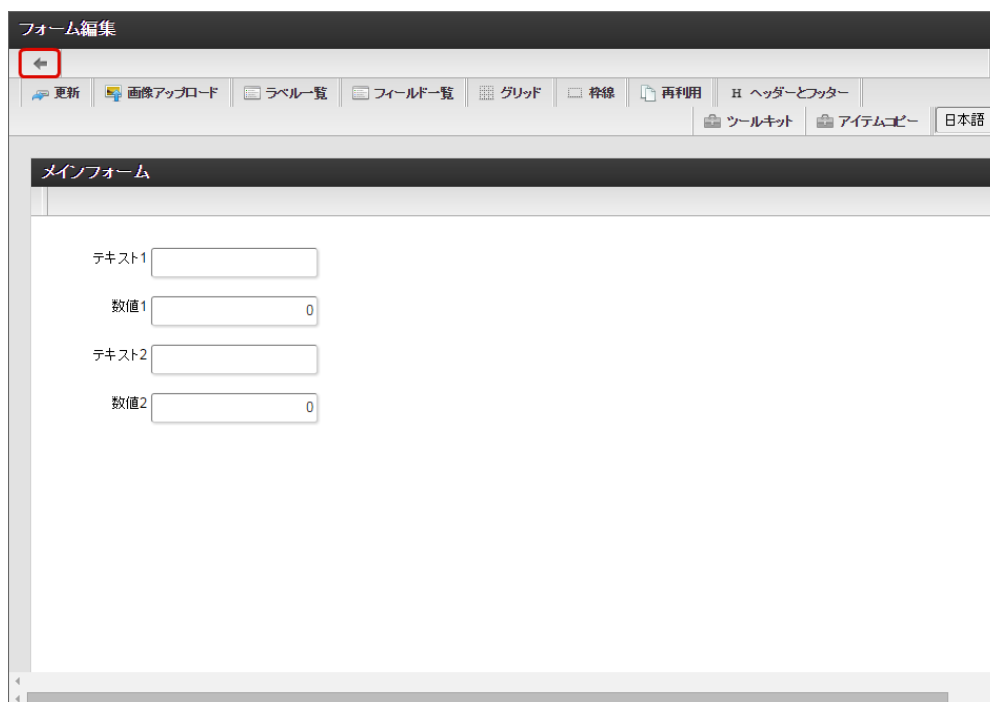 フォーム編集
更新 画像アップロード ラベル一覧 フィールド一覧 グリッド 枠線 再利用 H ヘッダーとフッター
ツールキット アイテムコピー 日本語
メインフォーム
テキスト1
数値1 0
テキスト2
数値2 0